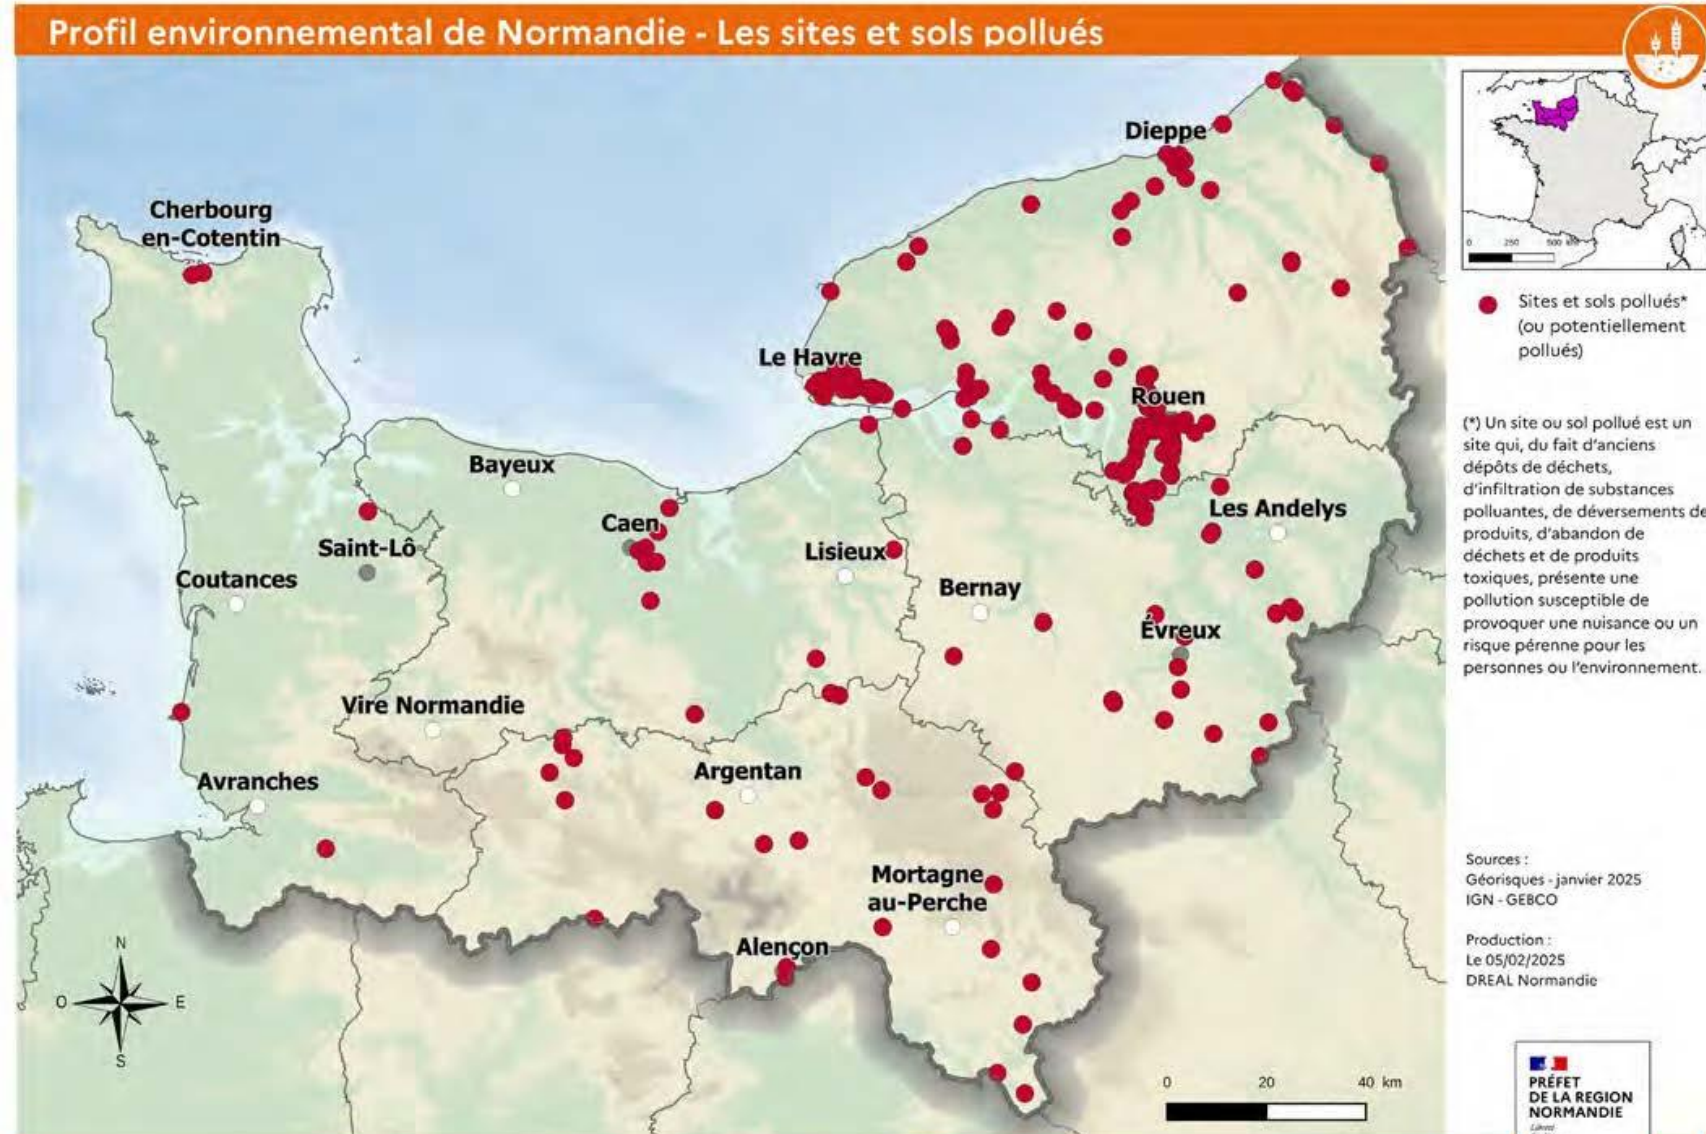 Profil environnemental de Normandie - Les sites et sols pollués
Dieppe
Cherbourg
en-Cotentin
Le Havre
Rouen
Bayeux
Les Andelys
Caen
Saint-Lô
Lisieux
Coutances
Bernay
Évreux
Vire Normandie
Avranches
Argentan
Mortagne
au-Perche
Alençon
N
O
E
S
0 20 40 km
0 250 500 km
Sites et sols pollués*
(ou potentiellement
pollués)
(*) Un site ou sol pollué est un
site qui, du fait d'anciens
dépôts de déchets,
d'infiltration de substances
polluantes, de déversements de
produits, d'abandon de
déchets et de produits
toxiques, présente une
pollution susceptible de
provoquer une nuisance ou un
risque pérenne pour les
personnes ou l'environnement.
Sources :
Géorisques - janvier 2025
IGN - GEBCO
Production :
Le 05/02/2025
DREAL Normandie
PRÉFET
DE LA REGION
NORMANDIE